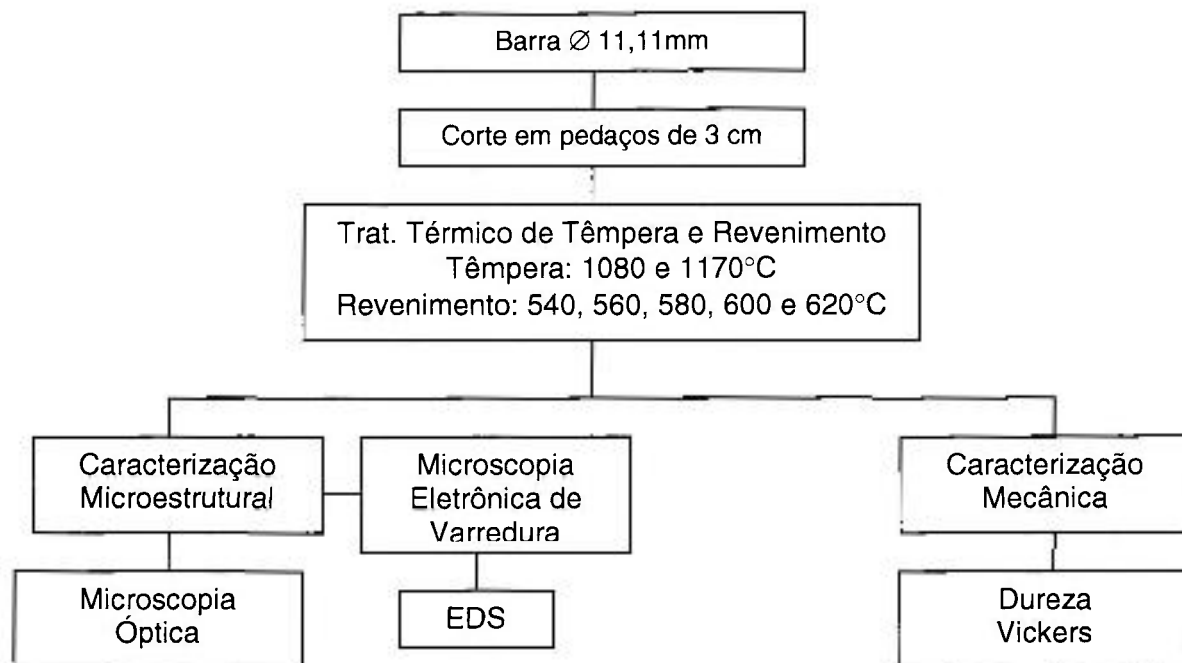 Barra ∅ 11,11mm
Corte em pedaços de 3 cm
Trat. Térmico de Têmpera e Revenimento
Têmpera: 1080 e 1170°C
Revenimento: 540, 560, 580, 600 e 620°C
Caracterização
Microestrutural
Microscopia
Eletrônica de
Varredura
Caracterização
Mecânica
Microscopia
Óptica
EDS
Dureza
Vickers